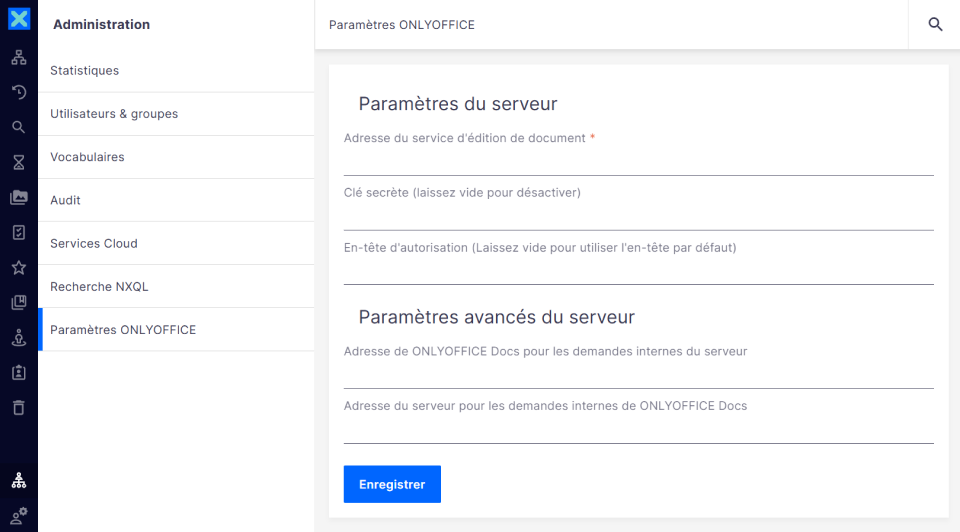 Administration
Statistiques
Utilisateurs & groupes
Vocabulaires
Audit
Services Cloud
Recherche NXQL
Paramètres ONLYOFFICE
Paramètres ONLYOFFICE
Paramètres du serveur
Adresse du service d'édition de document *
Clé secrète (laissez vide pour désactiver)
En-tête d'autorisation (Laissez vide pour utiliser l'en-tête par défaut)
Paramètres avancés du serveur
Adresse de ONLYOFFICE Docs pour les demandes internes du serveur
Adresse du serveur pour les demandes internes de ONLYOFFICE Docs
Enregistrer